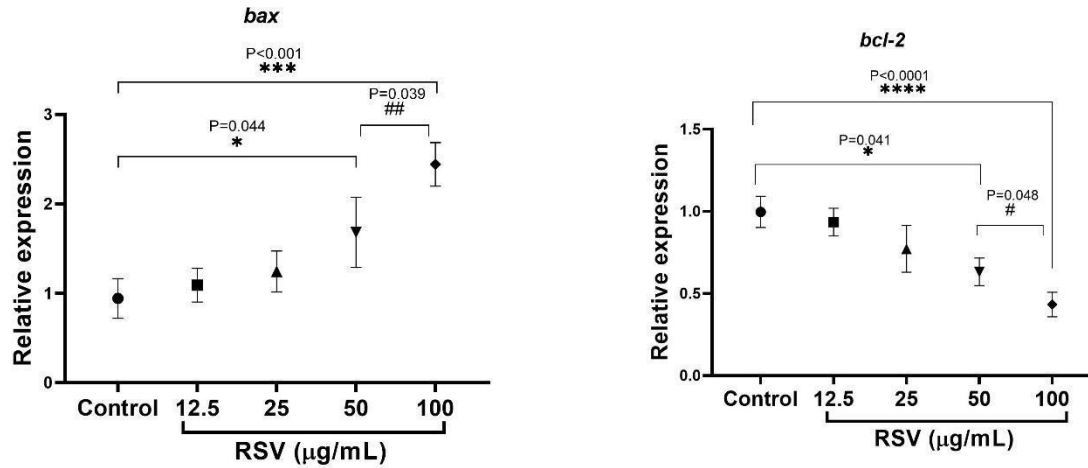 bax
P<0.001
***
P=0.039
##
P=0.044
*
3
2
1
0
Relative expression
Control 12.5 25 50 100
RSV (μg/mL)
bcl-2
P<0.0001
****
P=0.041
*
P=0.048
#
1.5
1.0
0.5
0.0
Relative expression
Control 12.5 25 50 100
RSV (μg/mL)